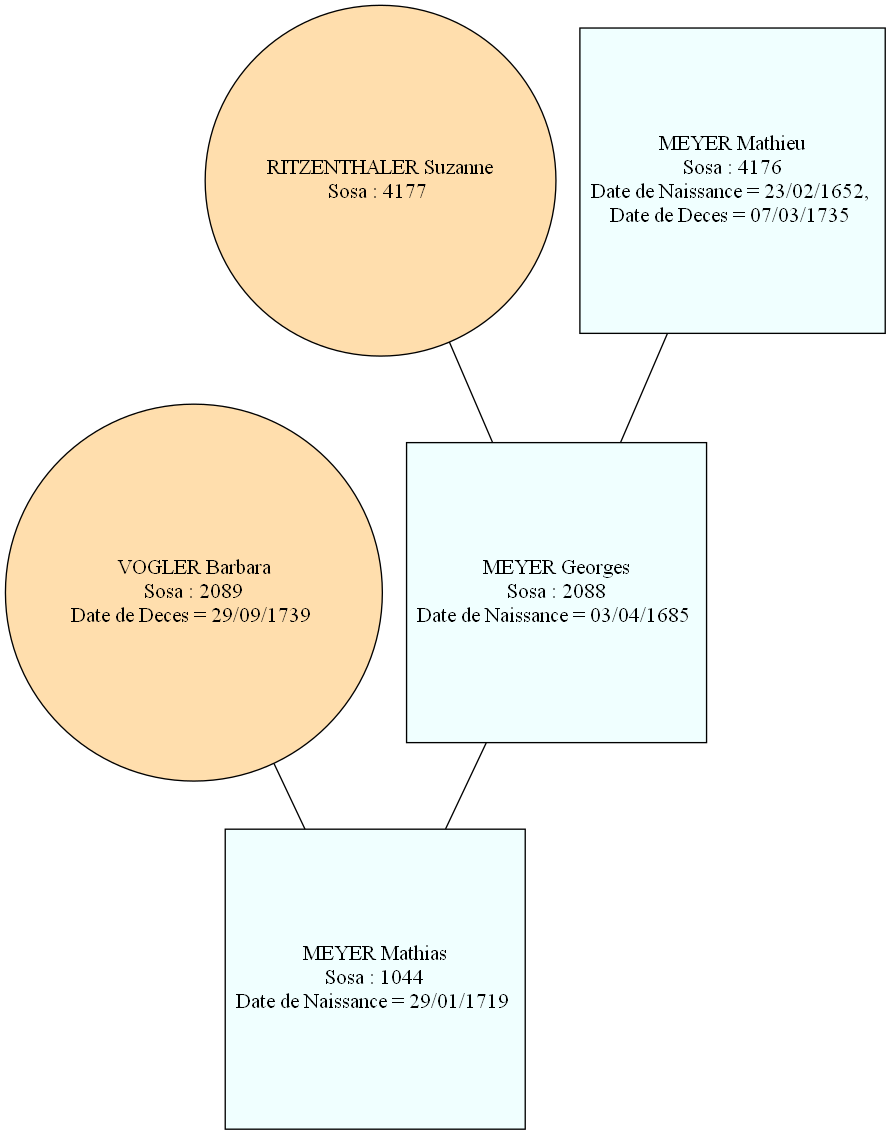 RITZENTHALER Suzanne
Sosa : 4177
MEYER Mathieu
Sosa : 4176
Date de Naissance = 23/02/1652,
Date de Deces = 07/03/1735
VOGLER Barbara
Sosa : 2089
Date de Deces = 29/09/1739
MEYER Georges
Sosa : 2088
Date de Naissance = 03/04/1685
MEYER Mathias
Sosa : 1044
Date de Naissance = 29/01/1719